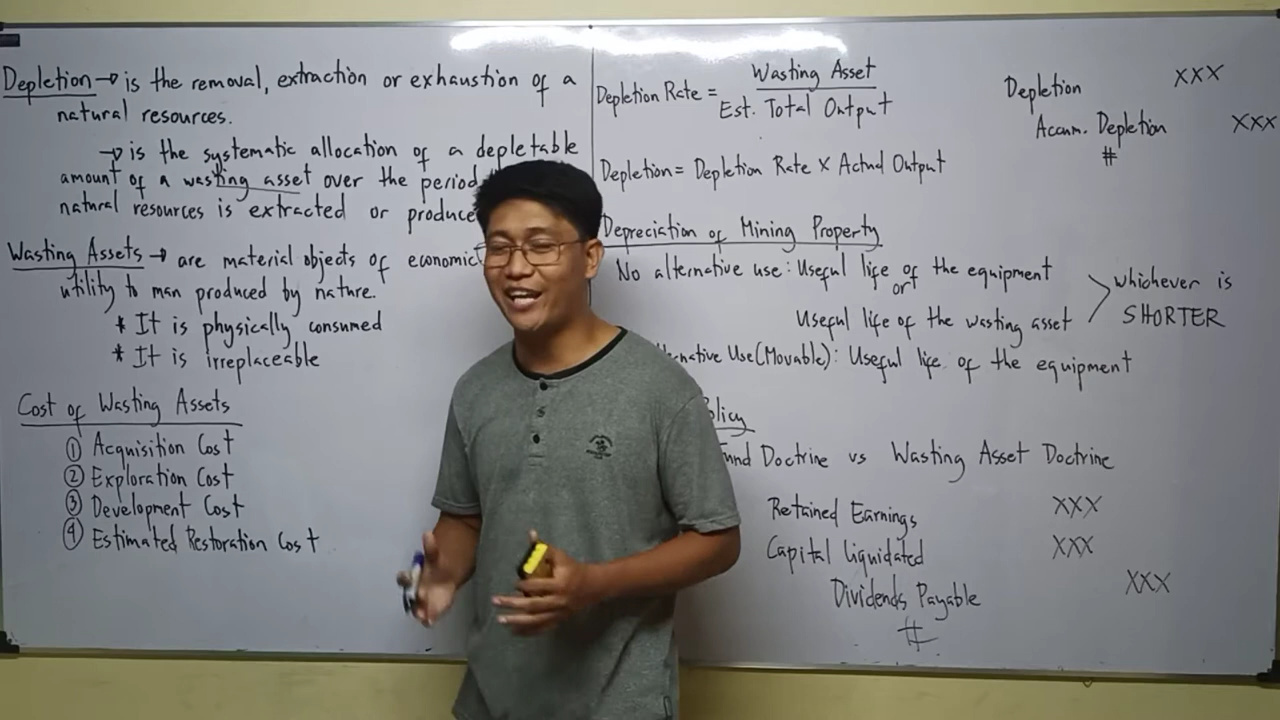 Depletion → is the removal, extraction or exhaustion of a
natural resources.
→ is the systematic allocation of a depletable
amount of a wasting asset over the period
natural resources is extracted or produce
Wasting Assets → are material objects of economic
utility to man produced by nature.
* It is physically consumed
* It is irreplaceable
Cost of Wasting Assets
① Acquisition Cost
② Exploration Cost
③ Development Cost
④ Estimated Restoration Cost
Depletion Rate = Wasting Asset
Est. Total Output
Depletion = Depletion Rate X Actual Output
Depletion XXX
Accum. Depletion XXX
#
Depreciation of Mining Property
No alternative use: Useful life of the equipment
or
Useful life of the wasting asset
whichever is
SHORTER
Use (Movable): Useful life of the equipment
Doctrine vs Wasting Asset Doctrine
Retained Earnings XXX
Capital Liquidated XXX
Dividends Payable XXX
#